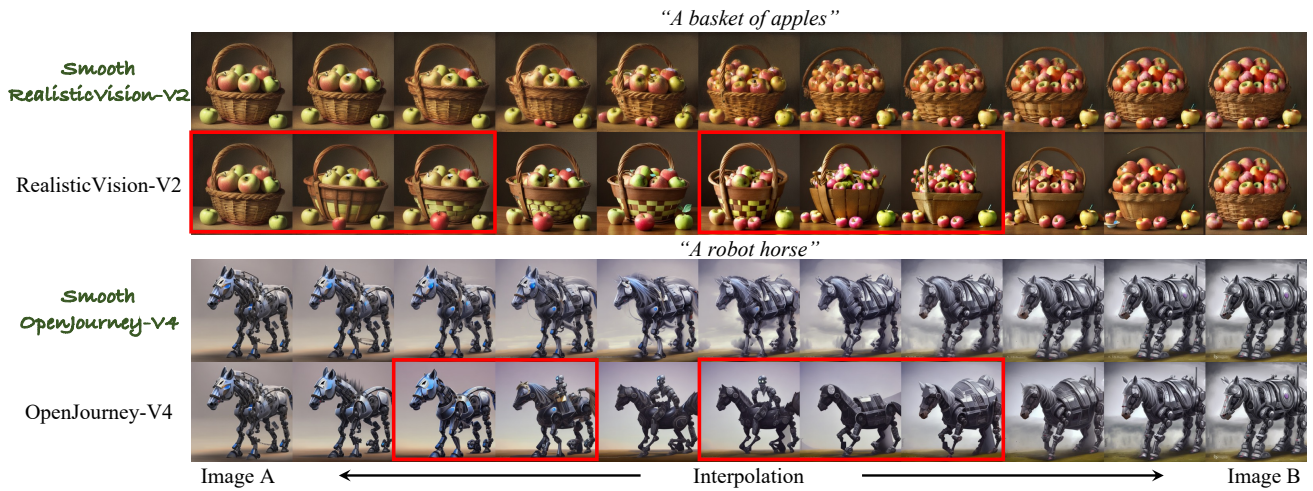 “A basket of apples”
Smooth
RealisticVision-V2
RealisticVision-V2
“A robot horse”
Smooth
OpenJourney-V4
OpenJourney-V4
Image A
Interpolation
Image B